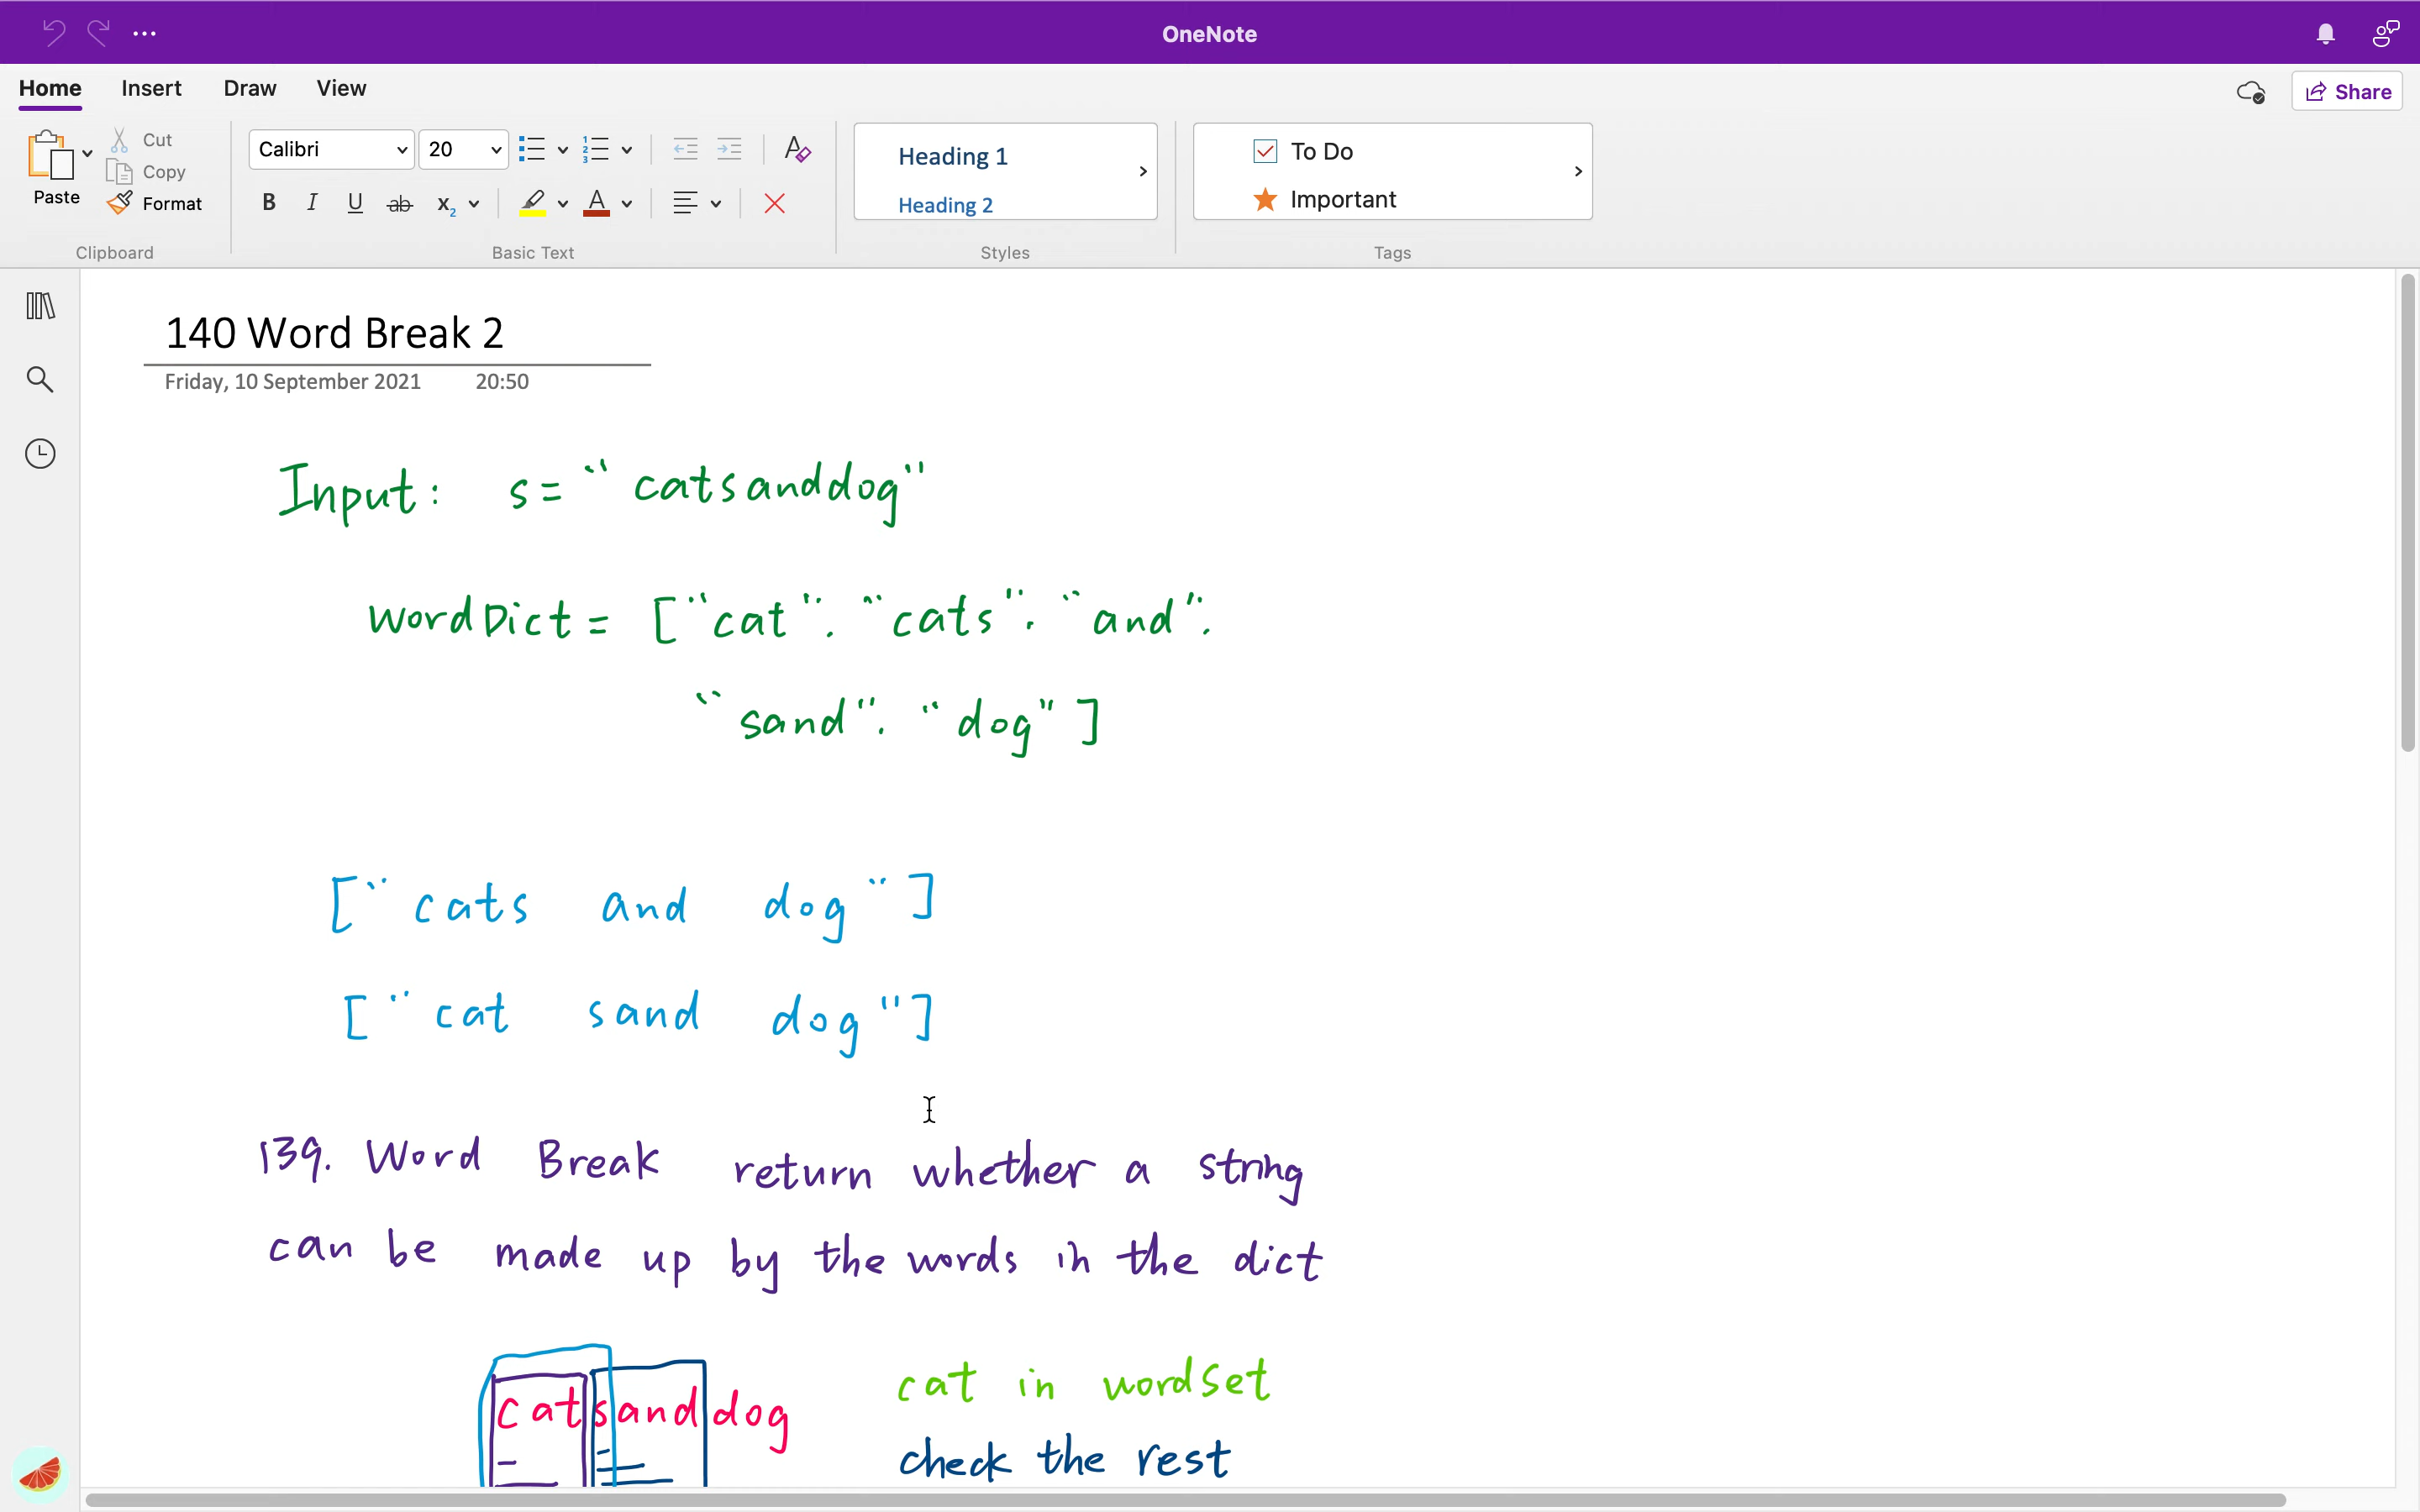 OneNote
Home Insert Draw View
Share
Paste
Cut
Copy
Format
Clipboard
Calibri 20
B I U ab x2 A
Basic Text
Heading 1
Heading 2
Styles
To Do
Important
Tags
140 Word Break 2
Friday, 10 September 2021 20:50
Input: s = "catsanddog"
wordDict = ["cat". "cats". "and".
"sand". "dog"]
["cats and dog"]
["cat sand dog"]
139. Word Break return whether a string
can be made up by the words in the dict
catsanddog
cat in wordSet
check the rest